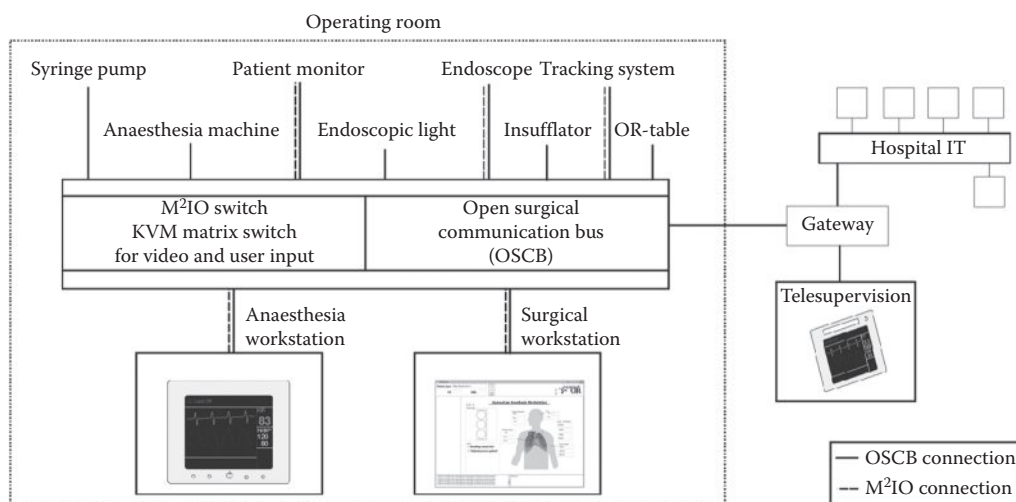 Operating room
Syringe pump
Patient monitor
Endoscope
Tracking system
Anaesthesia machine
Endoscopic light
Insufflator
OR-table
Hospital IT
M²IO switch
KVM matrix switch
for video and user input
Open surgical
communication bus
(OSCB)
Gateway
Telesupervision
Anaesthesia
workstation
Surgical
workstation
83
OSCB connection
M²IO connection